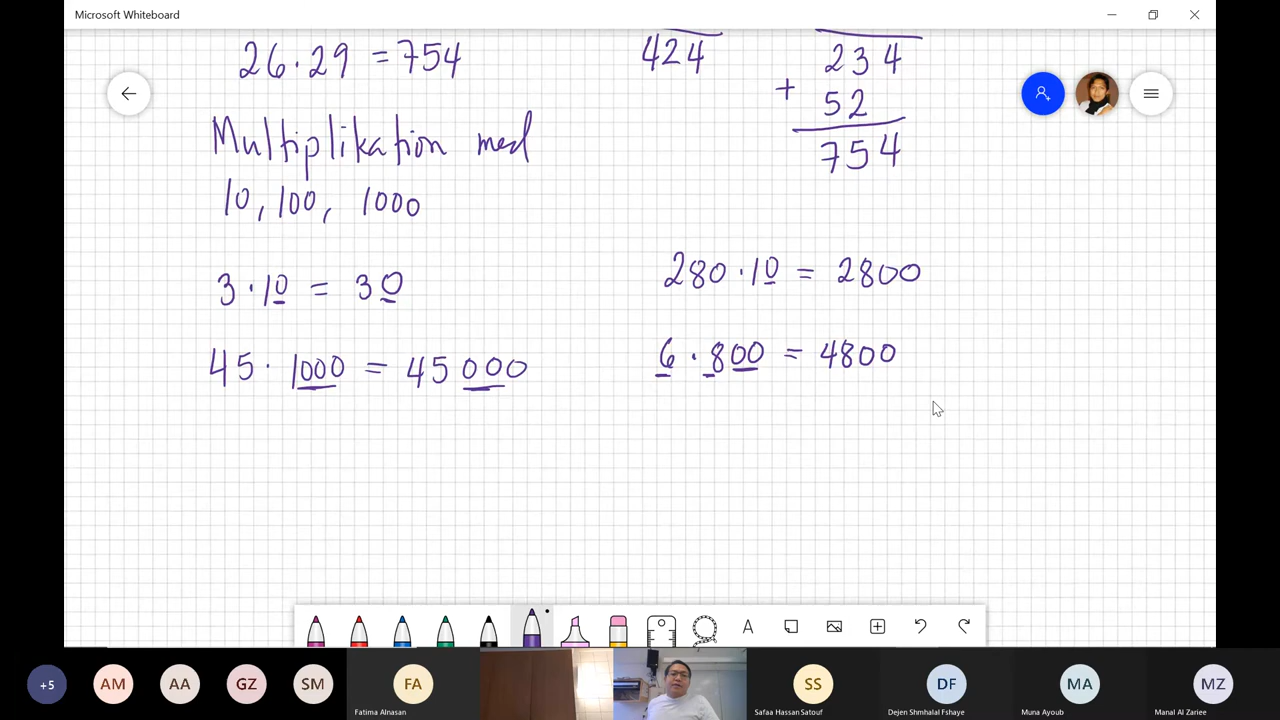 Microsoft Whiteboard
26·29 = 754
424
234
+ 52
754
Multiplikation med
10, 100, 1000
3·10 = 30
280·10 = 2800
45·1000 = 45 000
6·800 = 4800
A
+5
AM
AA
GZ
SM
FA
Fatima Alnasan
SS
Safaa Hassan Satouf
DF
Dejen Shmhalal Fshaye
MA
Muna Ayoub
MZ
Manal Al Zariee